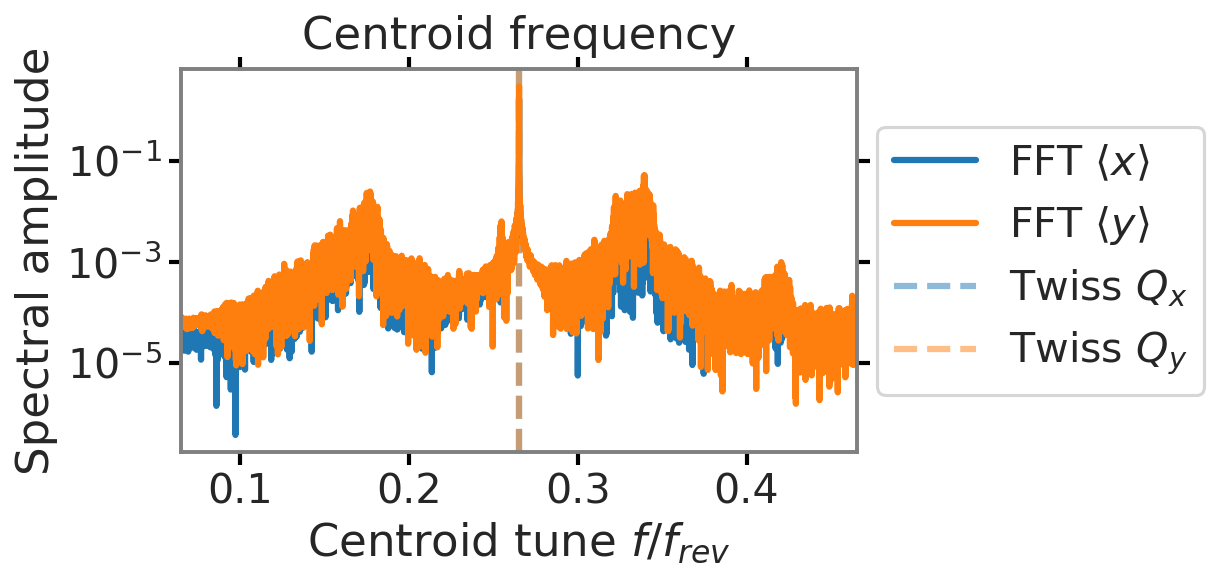 Centroid frequency
Spectral amplitude
10⁻¹
10⁻³
10⁻⁵
0.1 0.2 0.3 0.4
Centroid tune f/f_rev
FFT ⟨x⟩
FFT ⟨y⟩
Twiss Qₓ
Twiss Q_y